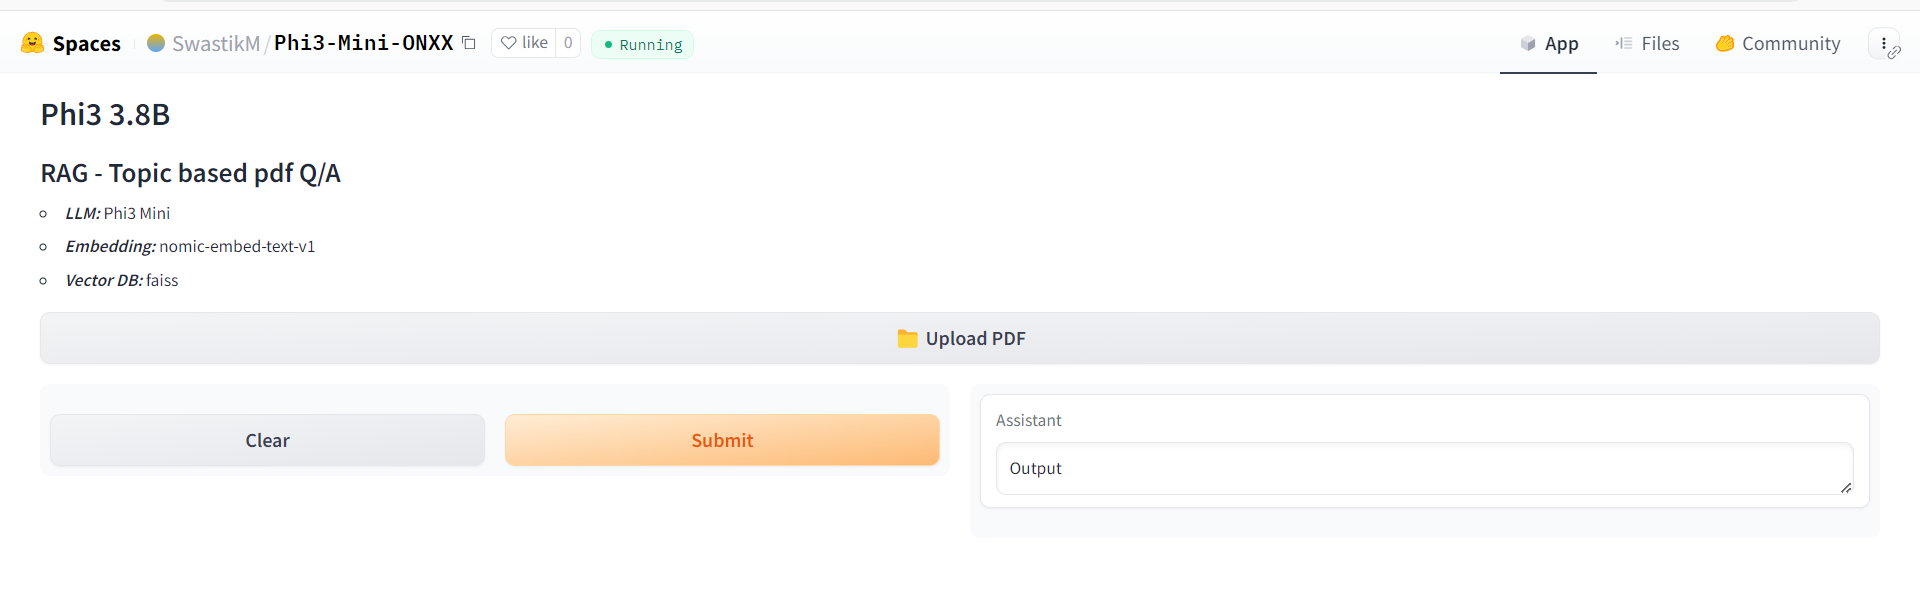 Spaces SwastikM/Phi3-Mini-ONXX like 0 Running App Files Community
Phi3 3.8B
RAG - Topic based pdf Q/A
LLM: Phi3 Mini
Embedding: nomic-embed-text-v1
Vector DB: faiss
Upload PDF
Clear
Submit
Assistant
Output